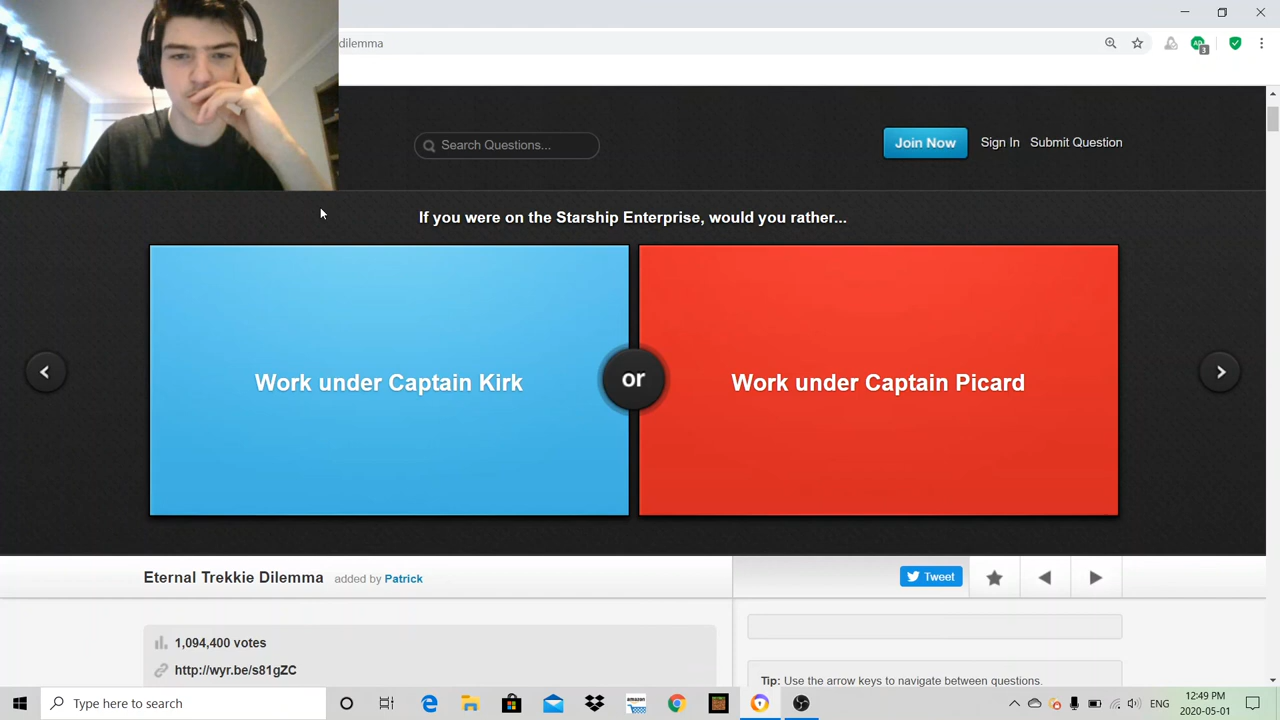 dilemma
AD
3
Search Questions...
Join Now
Sign In
Submit Question
If you were on the Starship Enterprise, would you rather...
Work under Captain Kirk
or
Work under Captain Picard
Eternal Trekkie Dilemma added by Patrick
Tweet
1,094,400 votes
http://wyr.be/s81gZC
Tip: Use the arrow keys to navigate between questions.
Type here to search
amazon
ENG
12:49 PM
2020-05-01